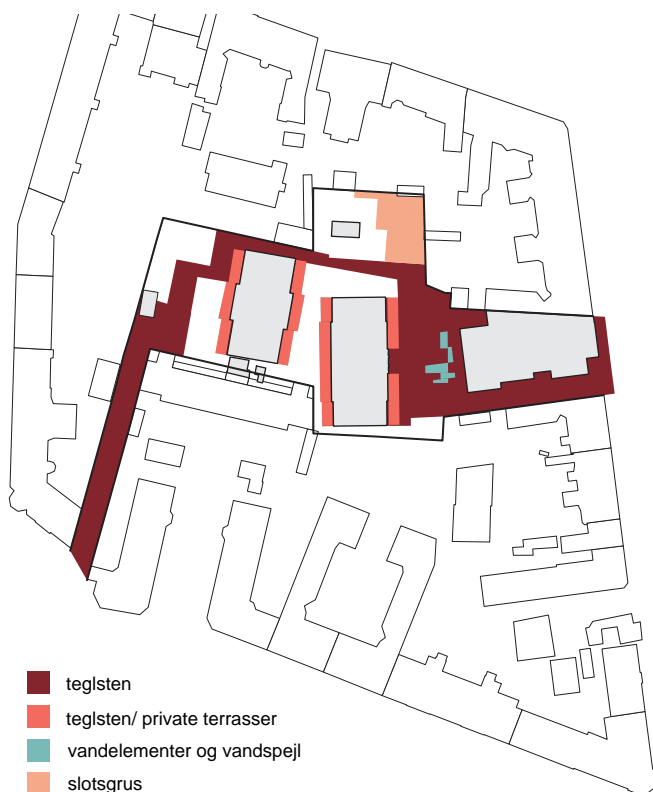 teglsten
teglsten/ private terrasser
vandelementer og vandspejl
slotsgrus